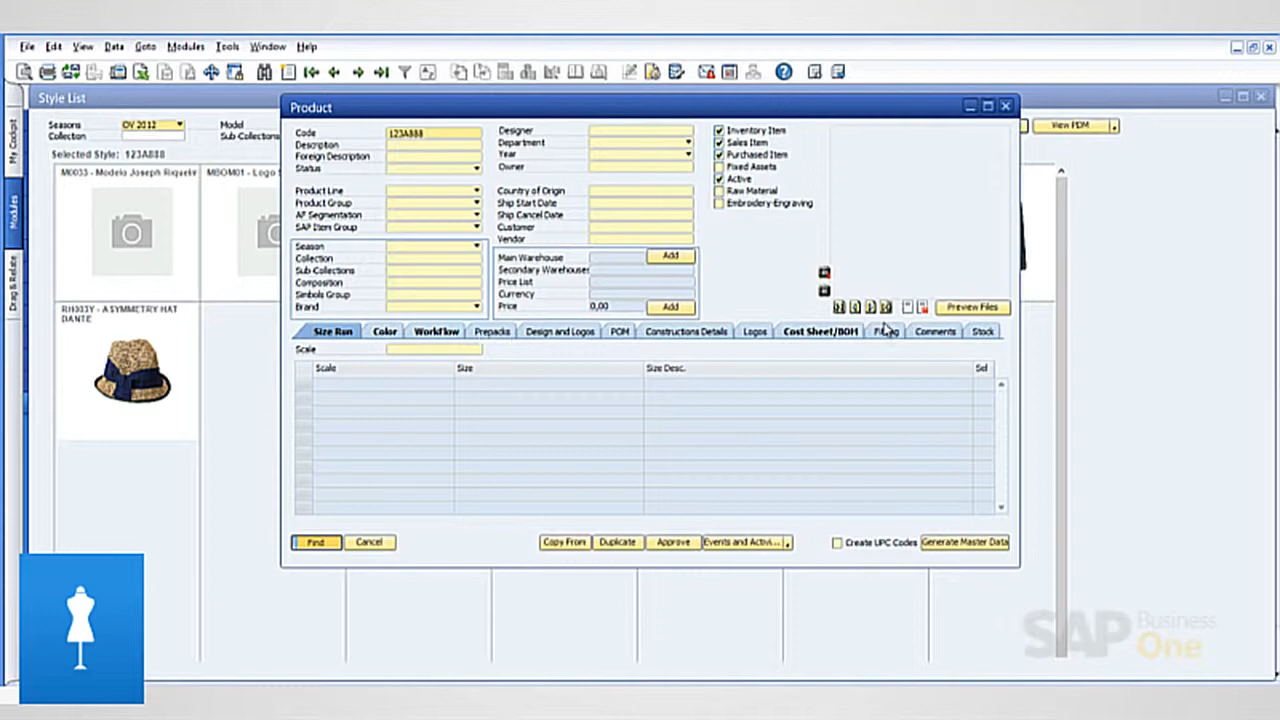 File Edit View Data Goto Modules Tools Window Help
Style List
Seasons OV 2012 Model
Collection Sub-Collections
View PDM
Selected Style: 123A888
M0033 - Modelo Joseph Riquelr
MBOM01 - Logo
RH003Y - ASYMMETRY HAT
DANTE
My Cockpit
Modules
Drag & Relate
Product
Code 123A888
Description
Foreign Description
Status
Product Line
Product Group
AF Segmentation
SAP Item Group
Season
Collection
Sub-Collections
Composition
Simbols Group
Brand
Designer
Department
Year
Owner
Country of Origin
Ship Start Date
Ship Cancel Date
Customer
Vendor
Main Warehouse Add
Secondary Warehouses
Price List
Currency
Price 0,00 Add
Inventory Item
Sales Item
Purchased Item
Fixed Assets
Active
Raw Material
Embroidery-Engraving
Preview Files
Size Run Color Workflow Prepacks Design and Logos POM Constructions Details Logos Cost Sheet/BOM Comments Stock
Scale
Scale Size Size Desc. Sel
Find Cancel Copy From Duplicate Approve Events and Activi... Create UPC Codes Generate Master Data
SAP Business
One